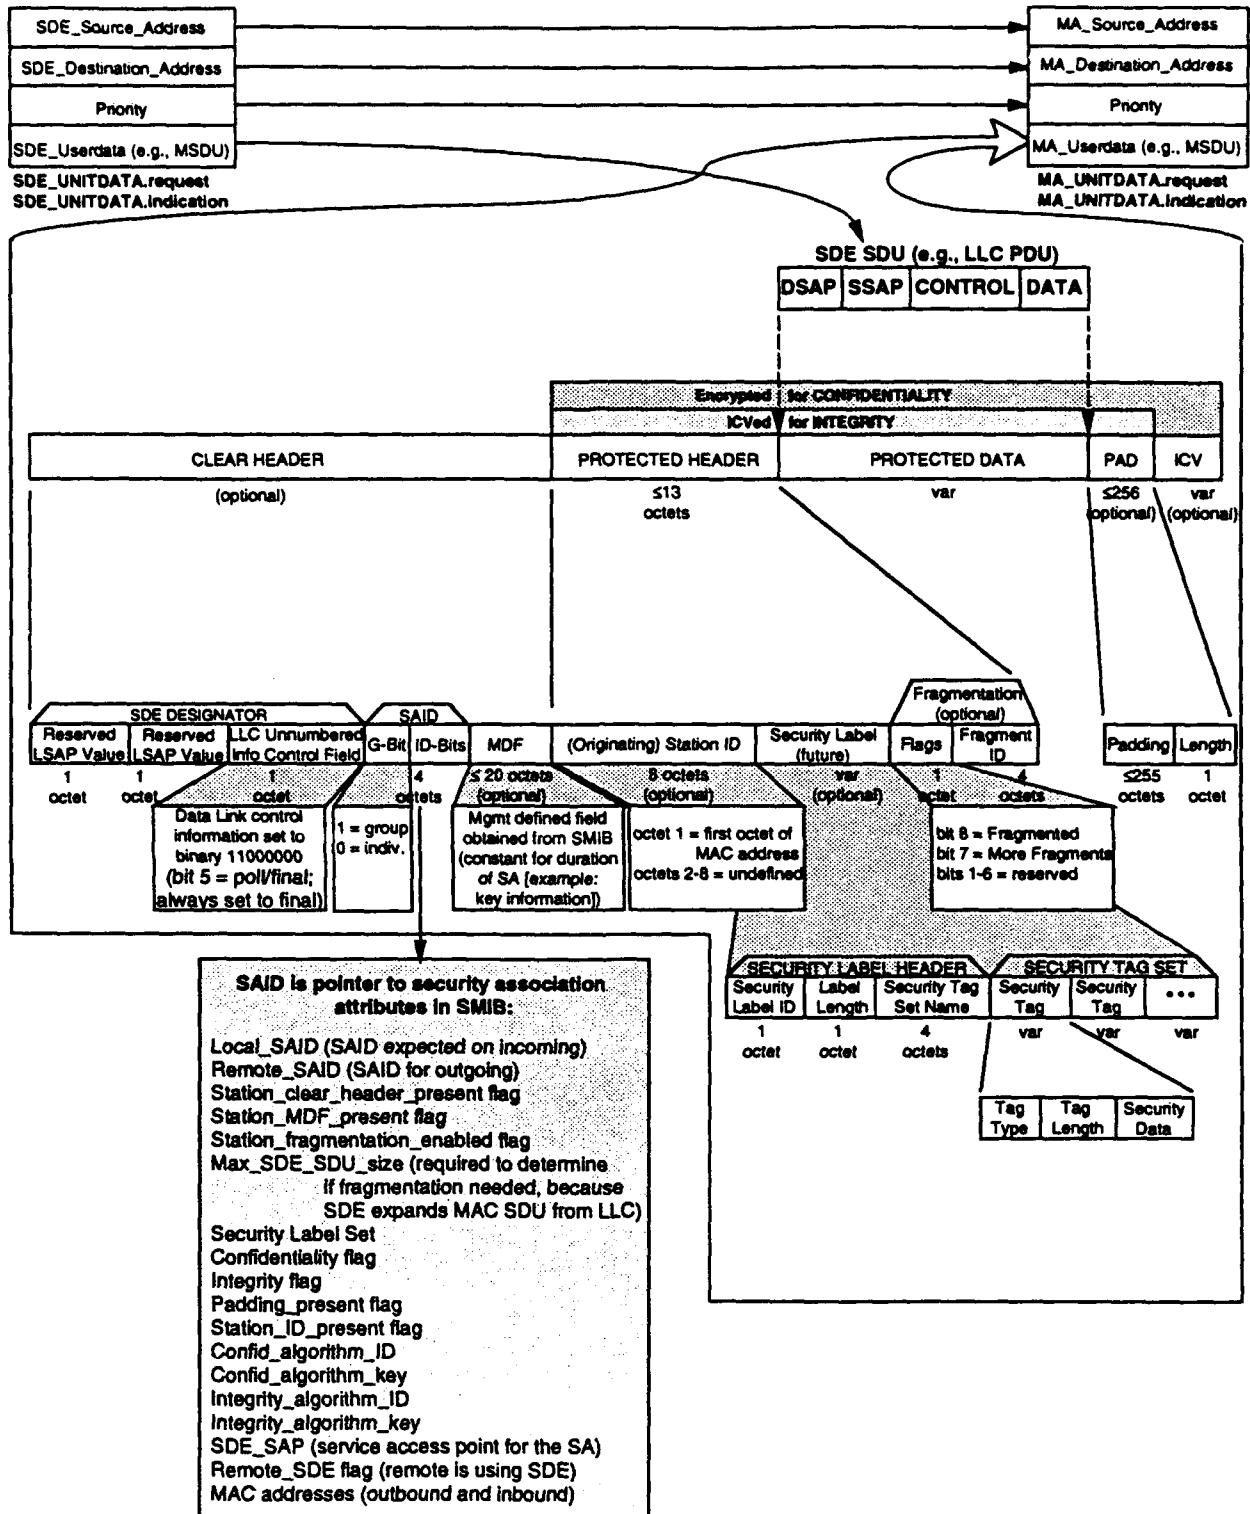 SDE_Source_Address
SDE_Destination_Address
Priority
SDE_Userdata (e.g., MSDU)
SDE_UNITDATA.request
SDE_UNITDATA.indication
MA_Source_Address
MA_Destination_Address
Priority
MA_Userdata (e.g., MSDU)
MA_UNITDATA.request
MA_UNITDATA.indication
SDE SDU (e.g., LLC PDU)
DSAP SSAP CONTROL DATA
Encrypted for CONFIDENTIALITY
ICVed for INTEGRITY
CLEAR HEADER
(optional)
PROTECTED HEADER
≤13
octets
PROTECTED DATA
var
PAD
≤256
(optional)
ICV
var
(optional)
SDE DESIGNATOR
Reserved
LSAP Value
1
octet
Reserved
LSAP Value
1
octet
LLC Unnumbered
Info Control Field
1
octet
SAID
G-Bit ID-Bits
4
octets
MDF
≤ 20 octets
(optional)
(Originating) Station ID
8 octets
(optional)
Security Label
(future)
var
(optional)
Fragmentation
(optional)
Flags
1
octet
Fragment
ID
4
octets
Padding
≤255
octets
Length
1
octet
Data Link control
information set to
binary 11000000
(bit 5 = poll/final;
always set to final)
1 = group
0 = indiv.
Mgmt defined field
obtained from SMIB
(constant for duration
of SA [example:
key information])
octet 1 = first octet of
MAC address
octets 2-8 = undefined
bit 8 = Fragmented
bit 7 = More Fragments
bits 1-6 = reserved
SECURITY LABEL HEADER
Security
Label ID
1
octet
Label
Length
1
octet
Security Tag
Set Name
4
octets
SECURITY TAG SET
Security
Tag
var
Security
Tag
var
•••
var
Tag
Type
Tag
Length
Security
Data
SAID is pointer to security association
attributes in SMIB:
Local_SAID (SAID expected on incoming)
Remote_SAID (SAID for outgoing)
Station_clear_header_present flag
Station_MDF_present flag
Station_fragmentation_enabled flag
Max_SDE_SDU_size (required to determine
if fragmentation needed, because
SDE expands MAC SDU from LLC)
Security Label Set
Confidentiality flag
Integrity flag
Padding_present flag
Station_ID_present flag
Confid_algorithm_ID
Confid_algorithm_key
Integrity_algorithm_ID
Integrity_algorithm_key
SDE_SAP (service access point for the SA)
Remote_SDE flag (remote is using SDE)
MAC addresses (outbound and inbound)